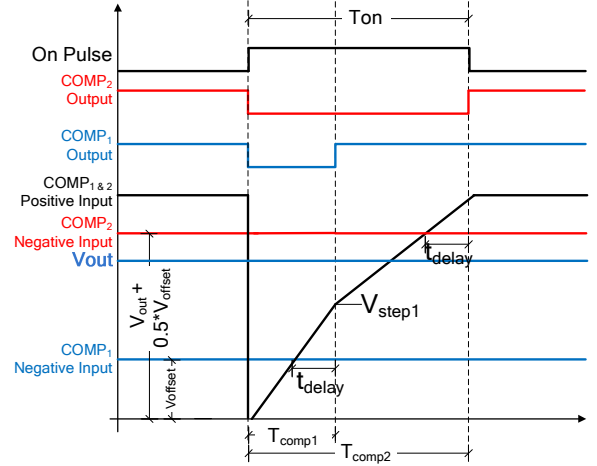 Ton
On Pulse
COMP2
Output
COMP1
Output
COMP1 & 2
Positive Input
COMP2
Negative Input
Vout
tdelay
Vout +
0.5*Voffset
Vstep1
COMP1
Negative Input
Voffset
tdelay
Tcomp1
Tcomp2